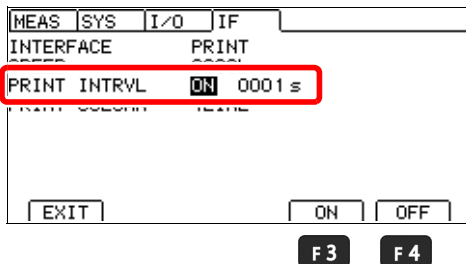 MEAS SYS I/O IF
INTERFACE PRINT
PRINT INTRVL ON 0001 s
EXIT ON OFF
F3 F4